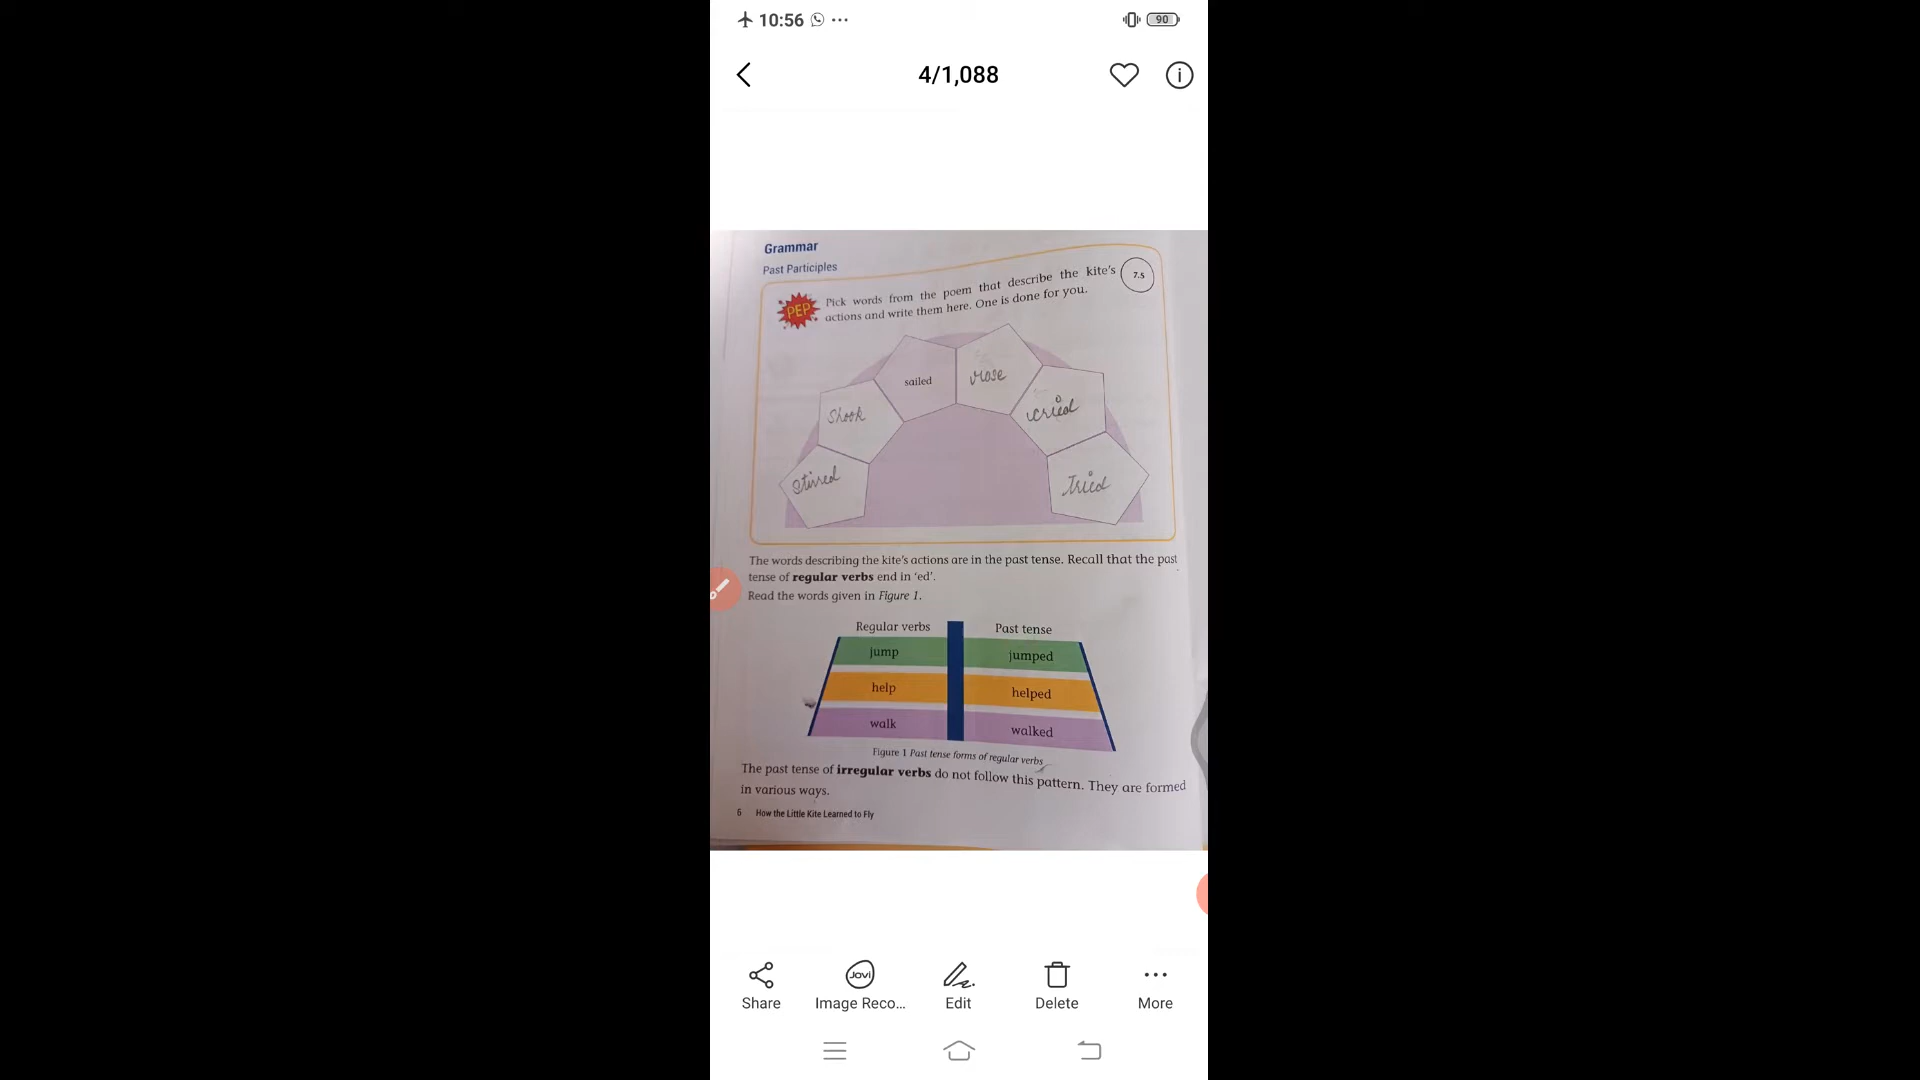 10:56 ...
90
4/1,088
Grammar
Past Participles
7.5
PEP
Pick words from the poem that describe the kite's
actions and write them here. One is done for you.
sailed
rose
Shook
cried
stirred
Tried
The words describing the kite's actions are in the past tense. Recall that the past
tense of regular verbs end in 'ed'.
Read the words given in Figure 1.
Regular verbs Past tense
jump jumped
help helped
walk walked
Figure 1 Past tense forms of regular verbs
The past tense of irregular verbs do not follow this pattern. They are formed
in various ways.
6 How the Little Kite Learned to Fly
Jovi
Share Image Reco... Edit Delete More